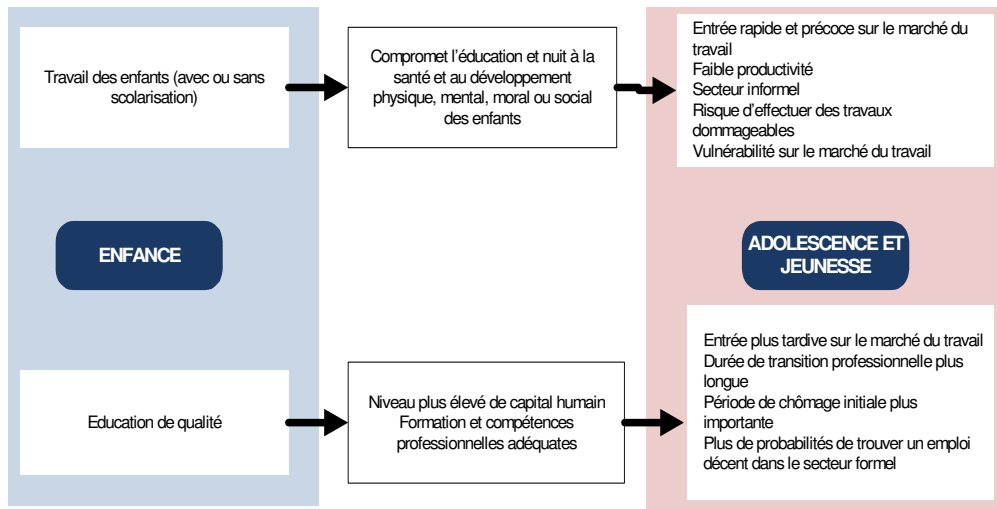 Travail des enfants (avec ou sans
scolarisation)
Compromet l'éducation et nuit à la
santé et au développement
physique, mental, moral ou social
des enfants
Entrée rapide et précoce sur le marché du
travail
Faible productivité
Secteur informel
Risque d'effectuer des travaux
dommageables
Vulnérabilité sur le marché du travail
ENFANCE
ADOLESCENCE ET
JEUNESSE
Education de qualité
Niveau plus élevé de capital humain
Formation et compétences
professionnelles adéquates
Entrée plus tardive sur le marché du travail
Durée de transition professionnelle plus
longue
Période de chômage initiale plus
importante
Plus de probabilités de trouver un emploi
décent dans le secteur formel